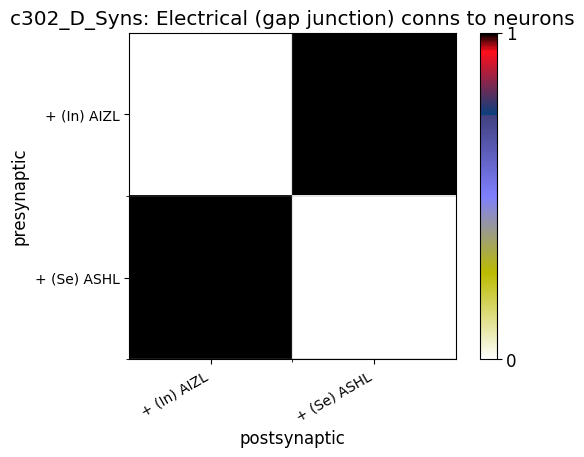 c302_D_Syns: Electrical (gap junction) conns to neurons
1
+ (In) AIZL
presynaptic
+ (Se) ASHL
0
+ (In) AIZL
+ (Se) ASHL
postsynaptic